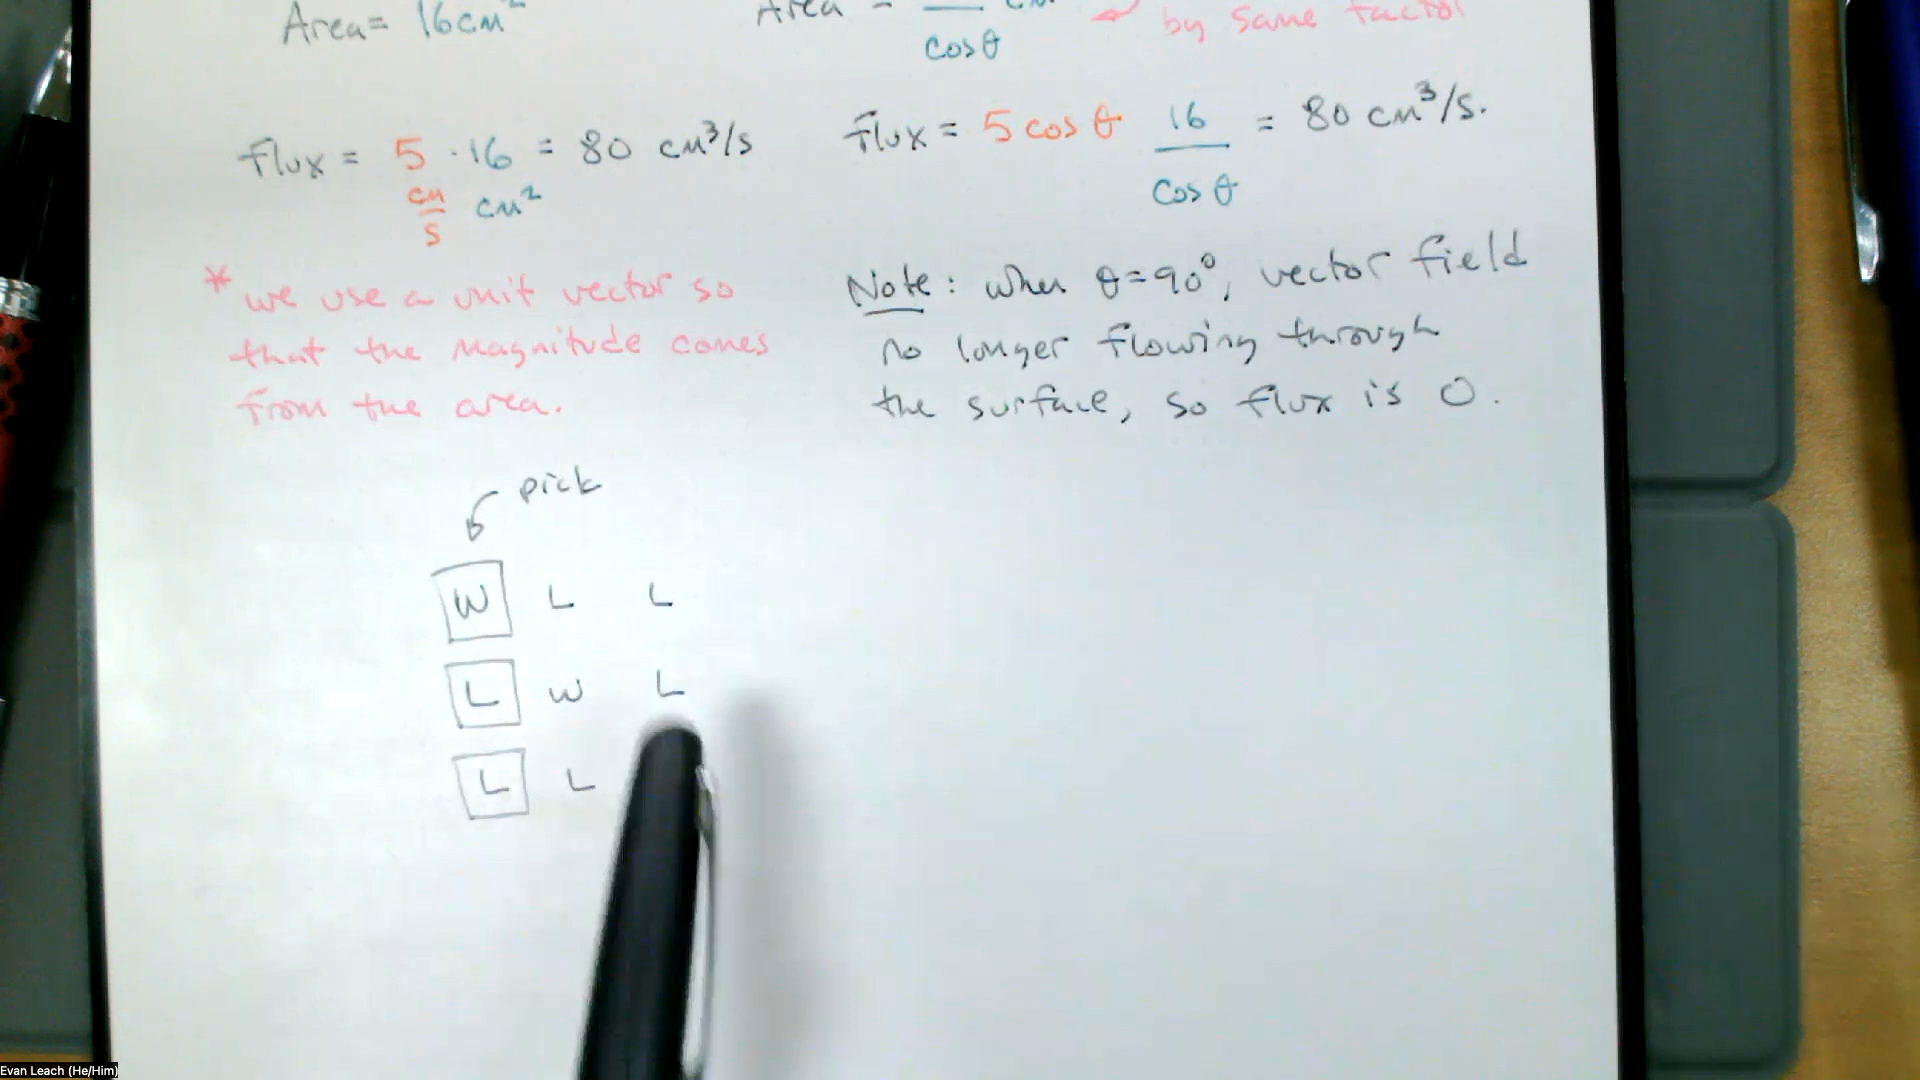 Area = 16cm²
Area = cosθ
by same factor
Flux = 5 · 16 = 80 cm³/s
cm/s cm²
Flux = 5 cos θ 16/cos θ = 80 cm³/s.
* we use a unit vector so
that the magnitude comes
from the area.
Note: when θ=90°, vector field
no longer flowing through
the surface, so flux is 0.
pick
W L L
L W L
L L
Evan Leach (He/Him)